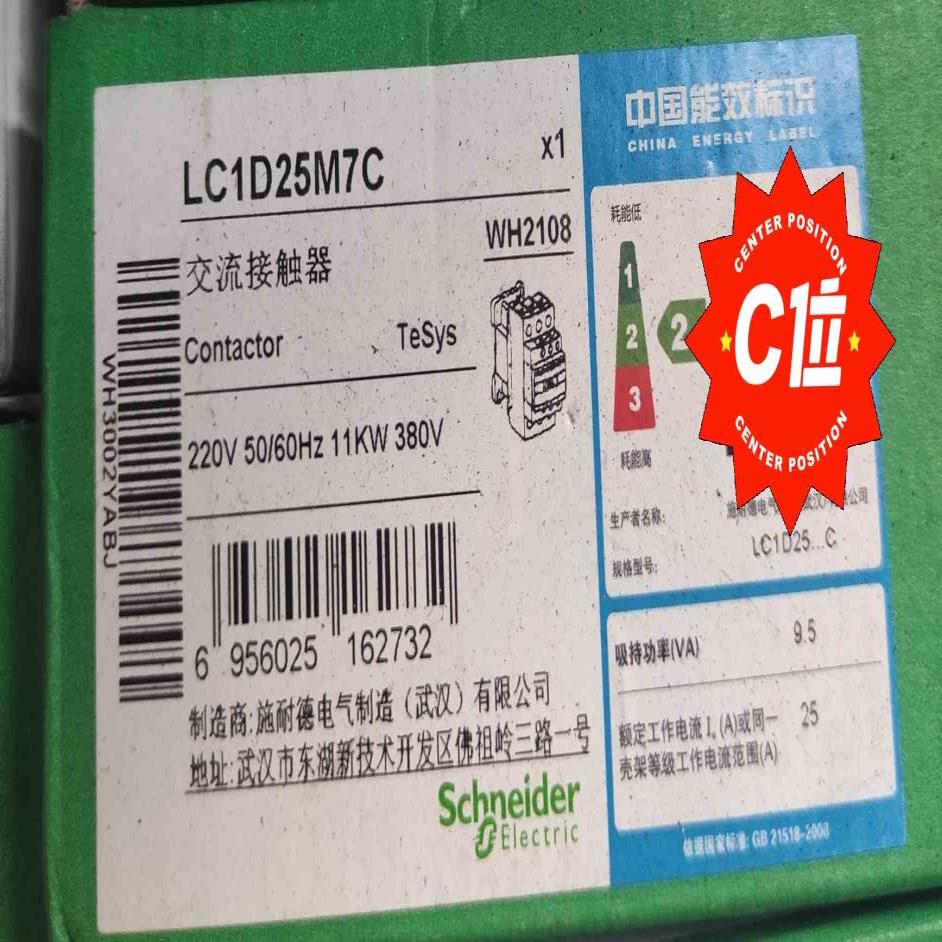 LC1D25M7C
x1
WH2108
交流接触器
Contactor
TeSys
220V 50/60Hz 11KW 380V
WH3002YABJ
6 956025 162732
制造商:施耐德电气制造（武汉）有限公司
地址:武汉市东湖新技术开发区佛祖岭三路一号
Schneider
Electric
中国能效标识
CHINA ENERGY LABEL
耗能低
1
2
3
2
耗能高
CENTER POSITION
C1位
CENTER POSITION
生产者名称:
规格型号:
LC1D25...C
吸持功率(VA)
9.5
额定工作电流Iₑ(A)或同一
壳架等级工作电流范围(A)
25
依据国家标准: GB 21518-2008